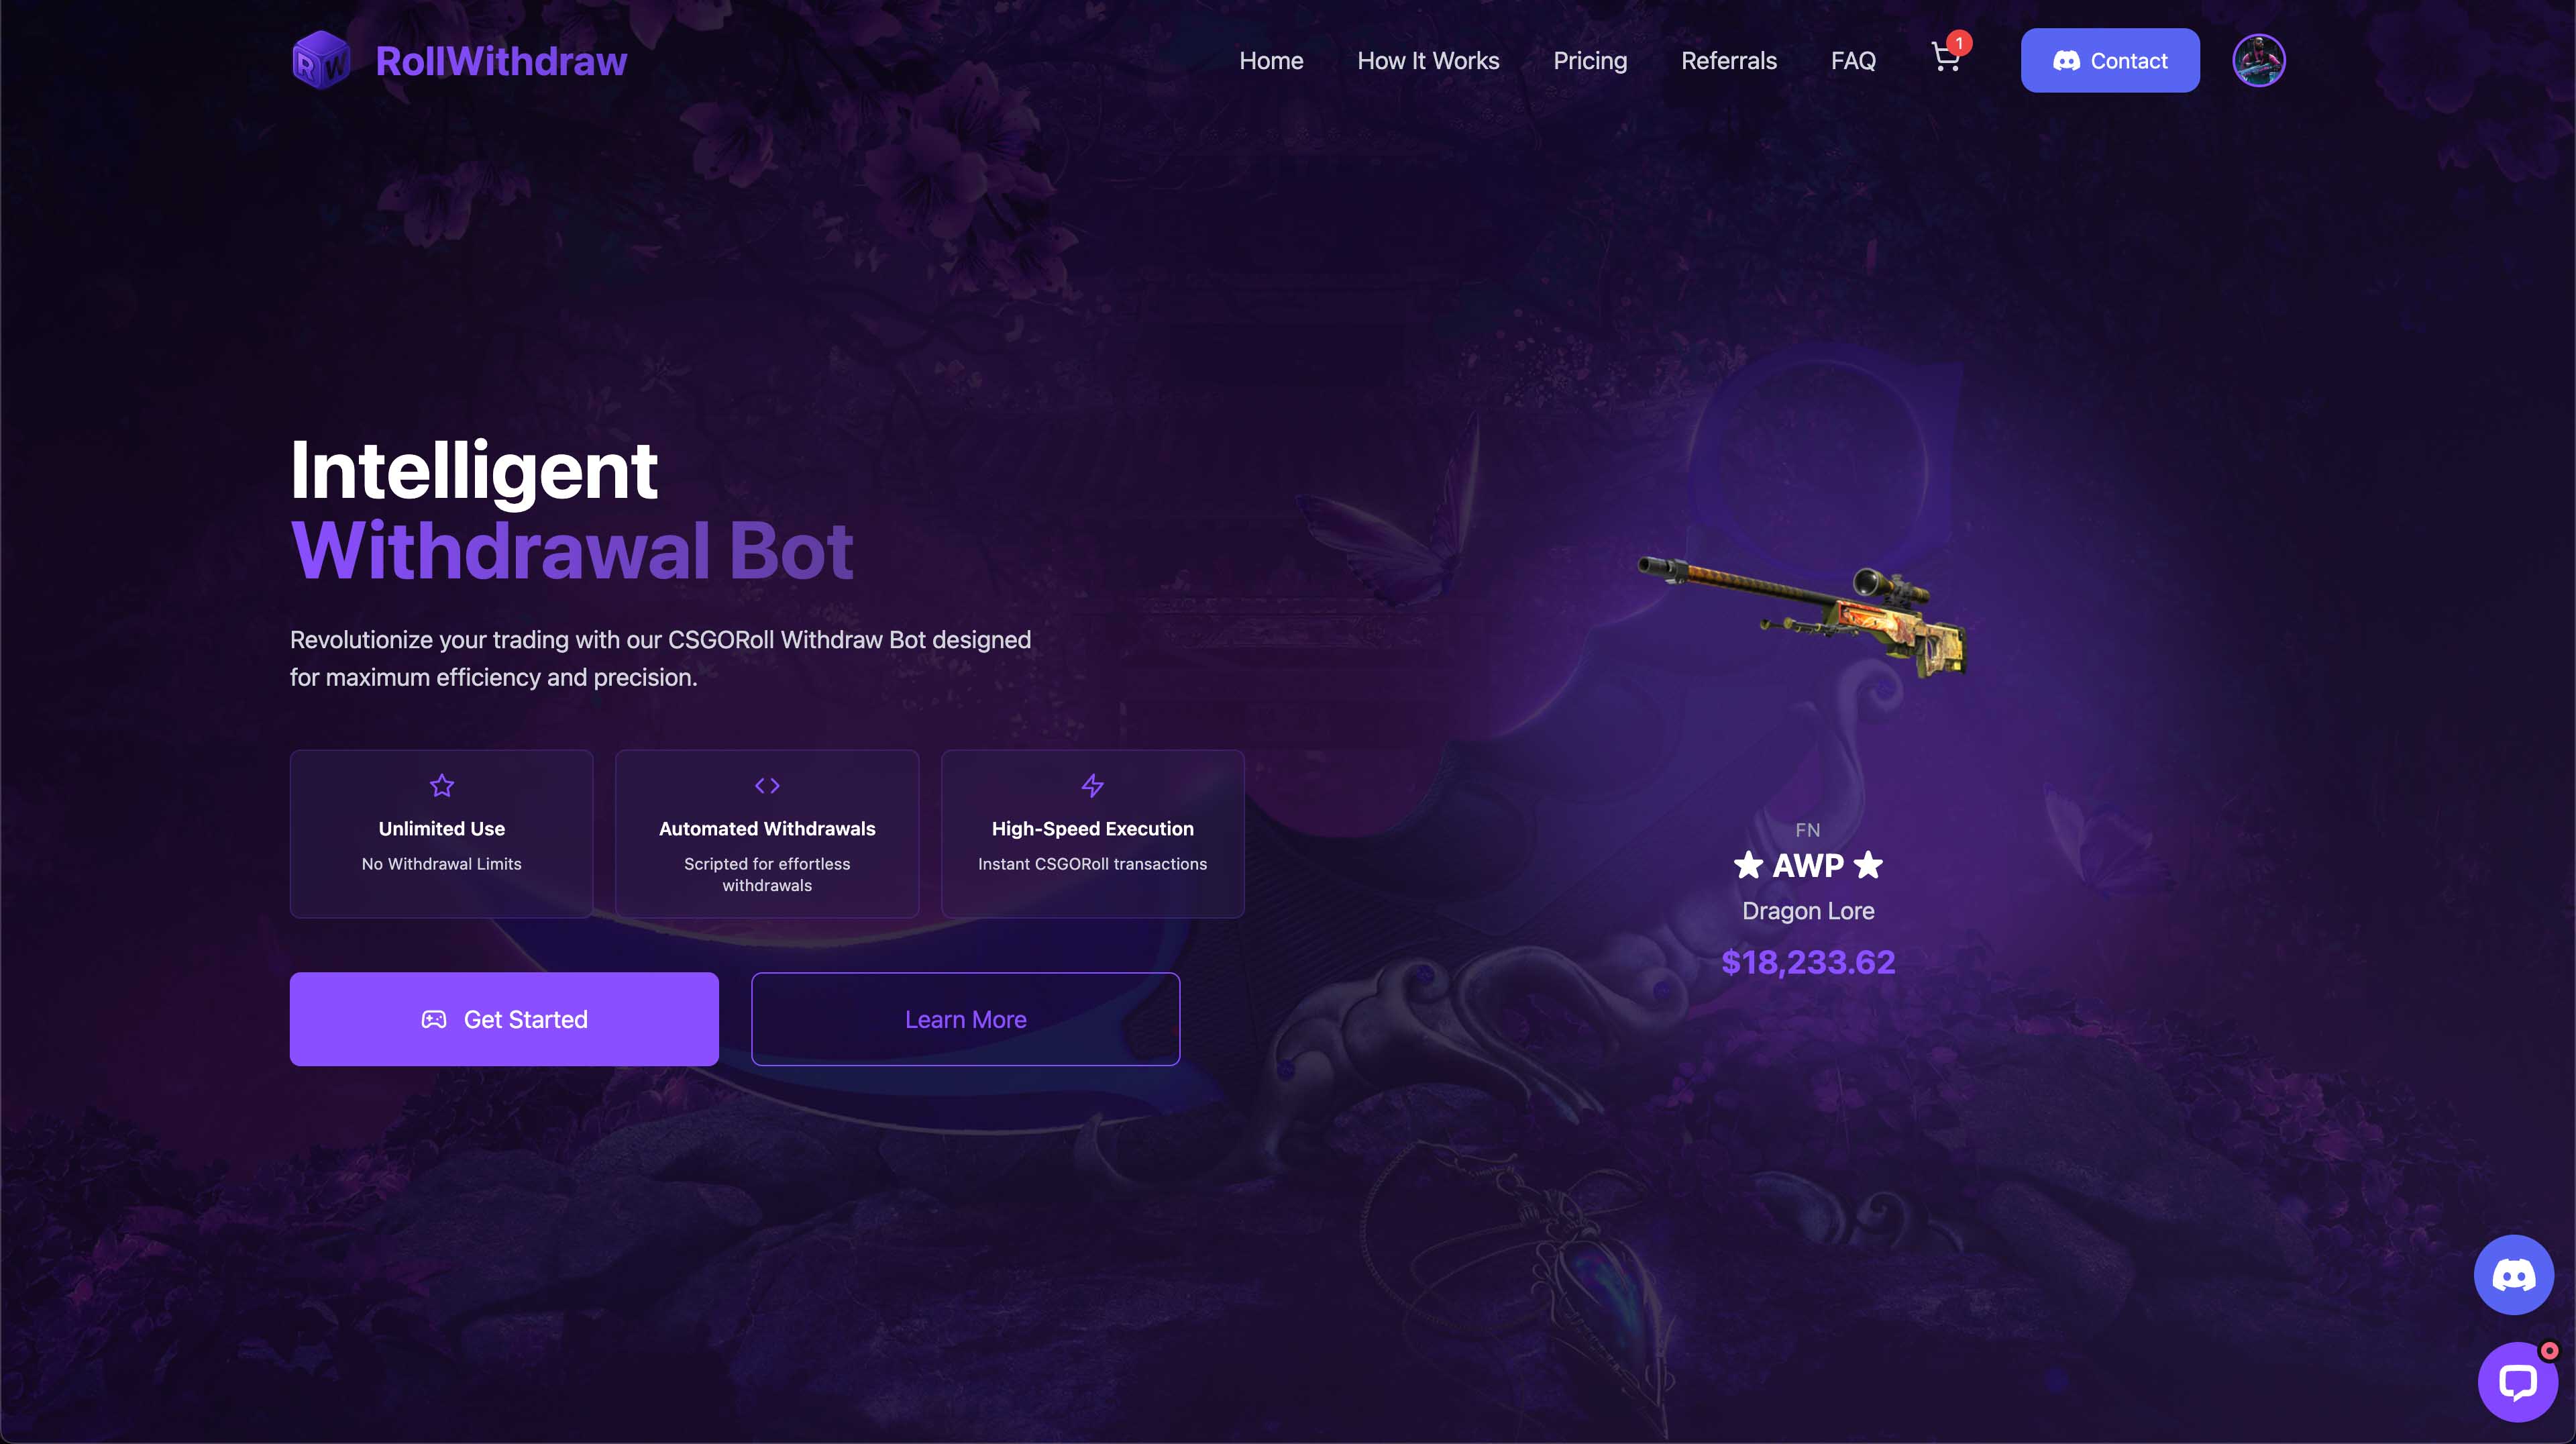 RW
RollWithdraw
Home
How It Works
Pricing
Referrals
FAQ
1
Contact
Intelligent
Withdrawal Bot
Revolutionize your trading with our CSGORoll Withdraw Bot designed
for maximum efficiency and precision.
Unlimited Use
No Withdrawal Limits
Automated Withdrawals
Scripted for effortless
withdrawals
High-Speed Execution
Instant CSGORoll transactions
Get Started
Learn More
FN
★ AWP ★
Dragon Lore
$18,233.62